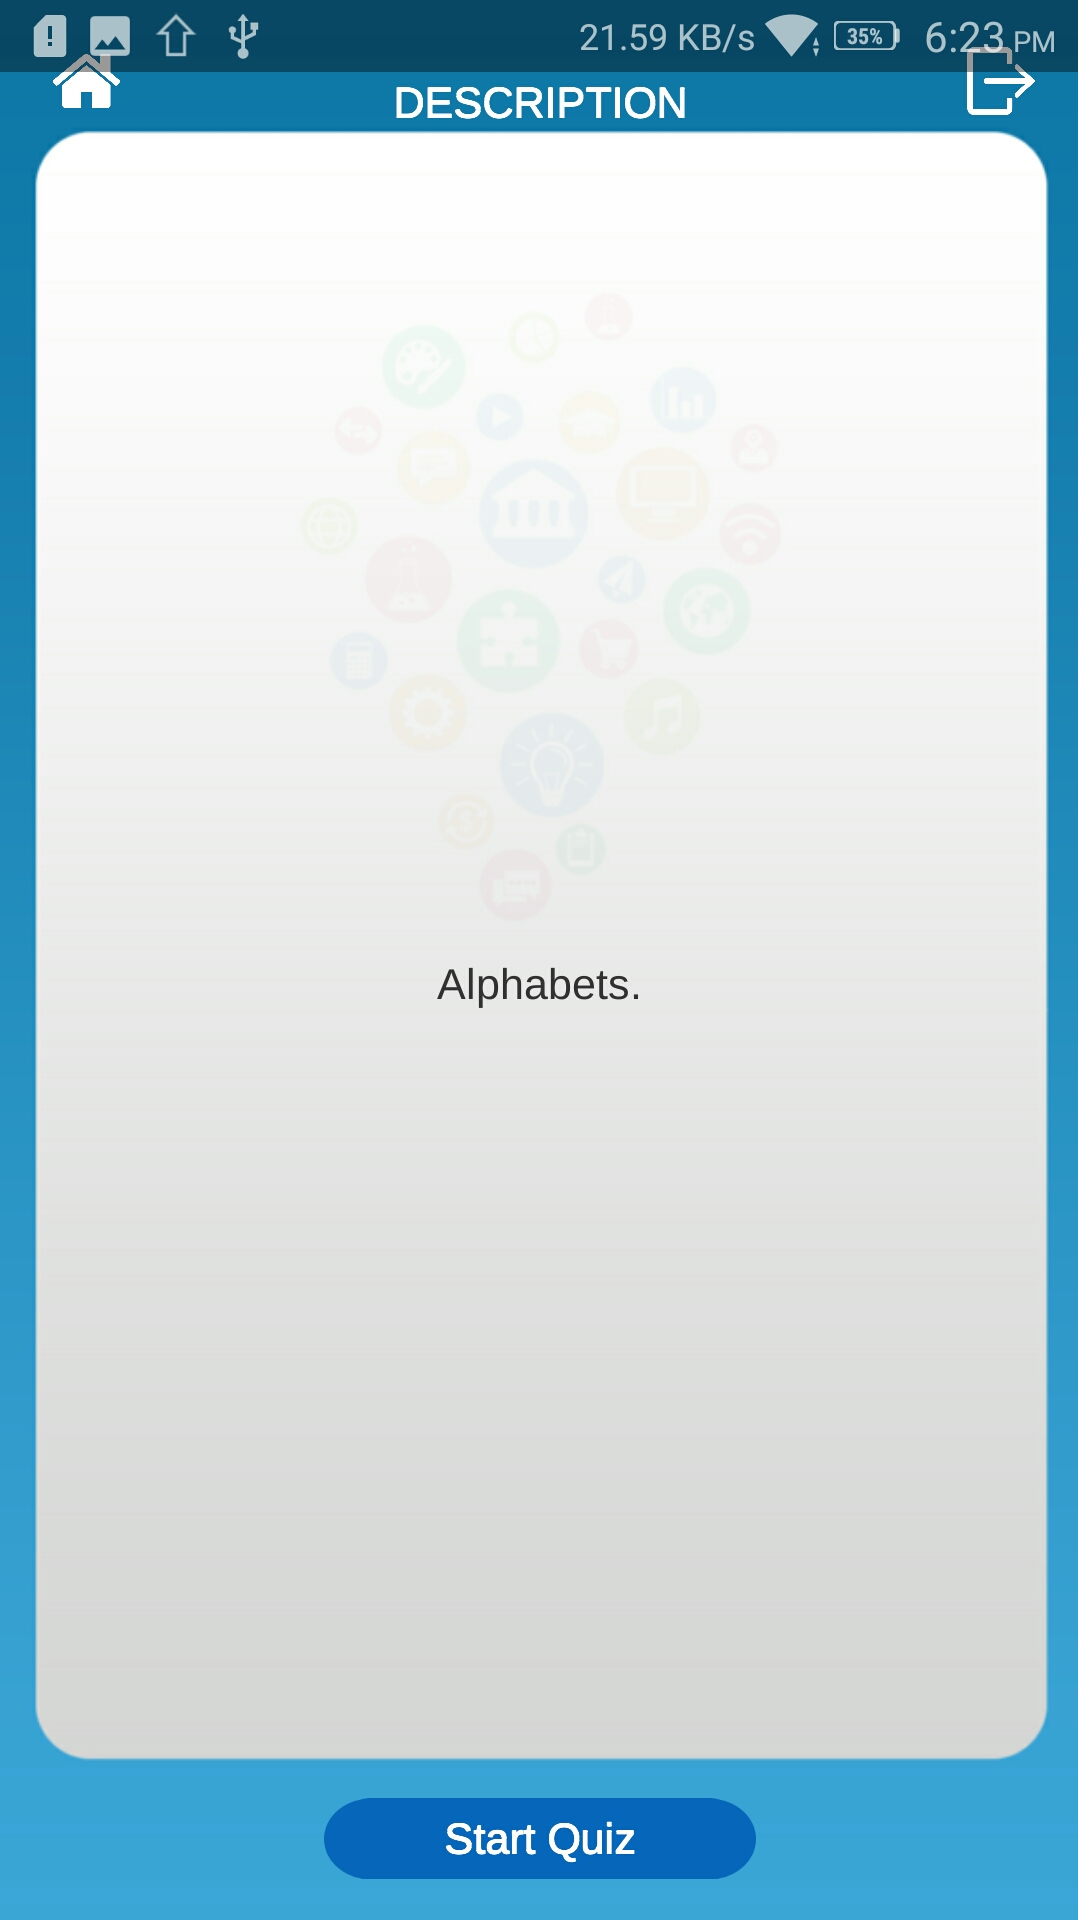 21.59 KB/s 35% 6:23 PM
DESCRIPTION
Alphabets.
Start Quiz